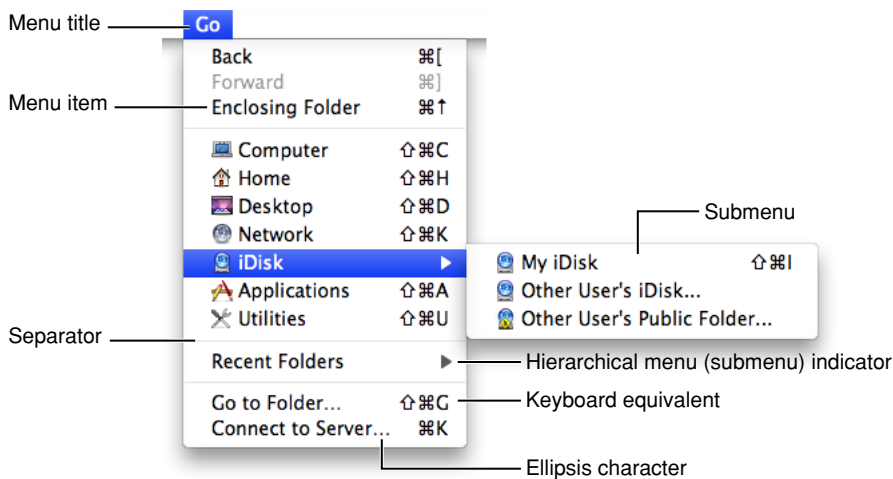 Menu title
Go
Back ⌘[
Forward ⌘]
Menu item
Enclosing Folder ⌘↑
Computer ⇧⌘C
Home ⇧⌘H
Desktop ⇧⌘D
Network ⇧⌘K
iDisk
Applications ⇧⌘A
Utilities ⇧⌘U
Submenu
My iDisk ⇧⌘I
Other User's iDisk...
Other User's Public Folder...
Separator
Recent Folders
Hierarchical menu (submenu) indicator
Go to Folder... ⇧⌘G
Keyboard equivalent
Connect to Server... ⌘K
Ellipsis character